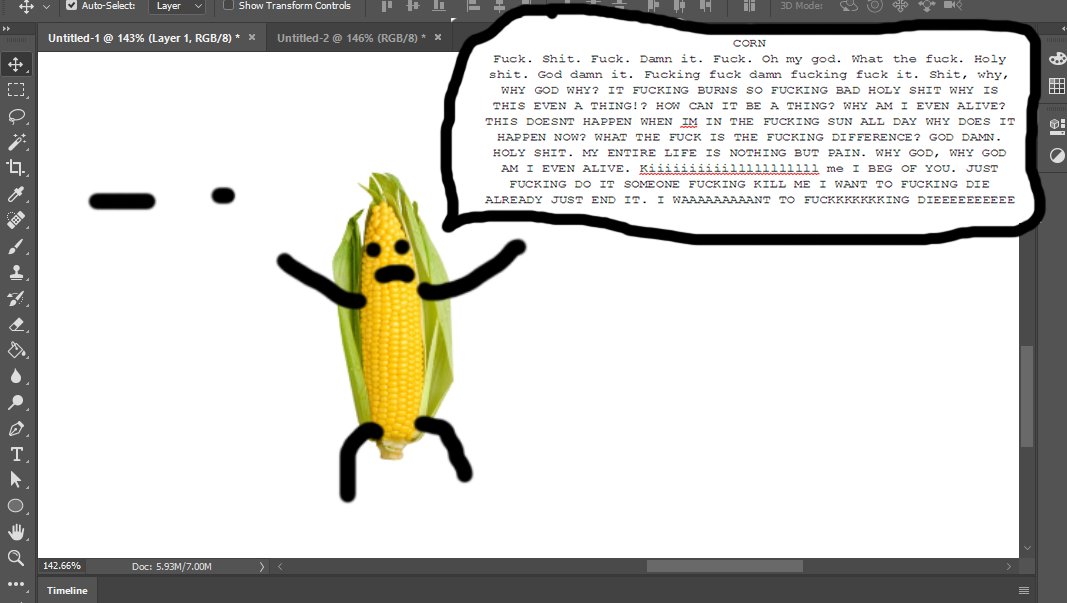 Auto-Select:
Layer
Show Transform Controls
3D Mode:
Untitled-1 @ 143% (Layer 1, RGB/8) *
Untitled-2 @ 146% (RGB/8) *
CORN
Fuck. Shit. Fuck. Damn it. Fuck. Oh my god. What the fuck. Holy
shit. God damn it. Fucking fuck damn fucking fuck it. Shit, why,
WHY GOD WHY? IT FUCKING BURNS SO FUCKING BAD HOLY SHIT WHY IS
THIS EVEN A THING!? HOW CAN IT BE A THING? WHY AM I EVEN ALIVE?
THIS DOESNT HAPPEN WHEN IM IN THE FUCKING SUN ALL DAY WHY DOES IT
HAPPEN NOW? WHAT THE FUCK IS THE FUCKING DIFFERENCE? GOD DAMN.
HOLY SHIT. MY ENTIRE LIFE IS NOTHING BUT PAIN. WHY GOD, WHY GOD
AM I EVEN ALIVE. Kiiiiiiiiiillllllllllll me I BEG OF YOU. JUST
FUCKING DO IT SOMEONE FUCKING KILL ME I WANT TO FUCKING DIE
ALREADY JUST END IT. I WAAAAAAAAANT TO FUCKKKKKKKING DIEEEEEEEEEE
142.66%
Doc: 5.93M/7.00M
Timeline